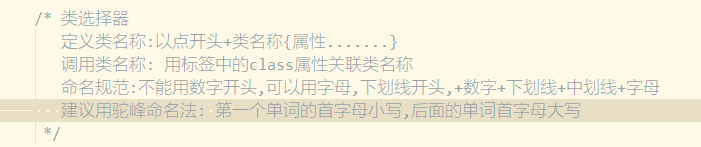 /* 类选择器
定义类名称:以点开头+类名称{属性.......}
调用类名称: 用标签中的class属性关联类名称
命名规范:不能用数字开头,可以用字母,下划线开头,+数字+下划线+中划线+字母
建议用驼峰命名法: 第一个单词的首字母小写,后面的单词首字母大写
*/